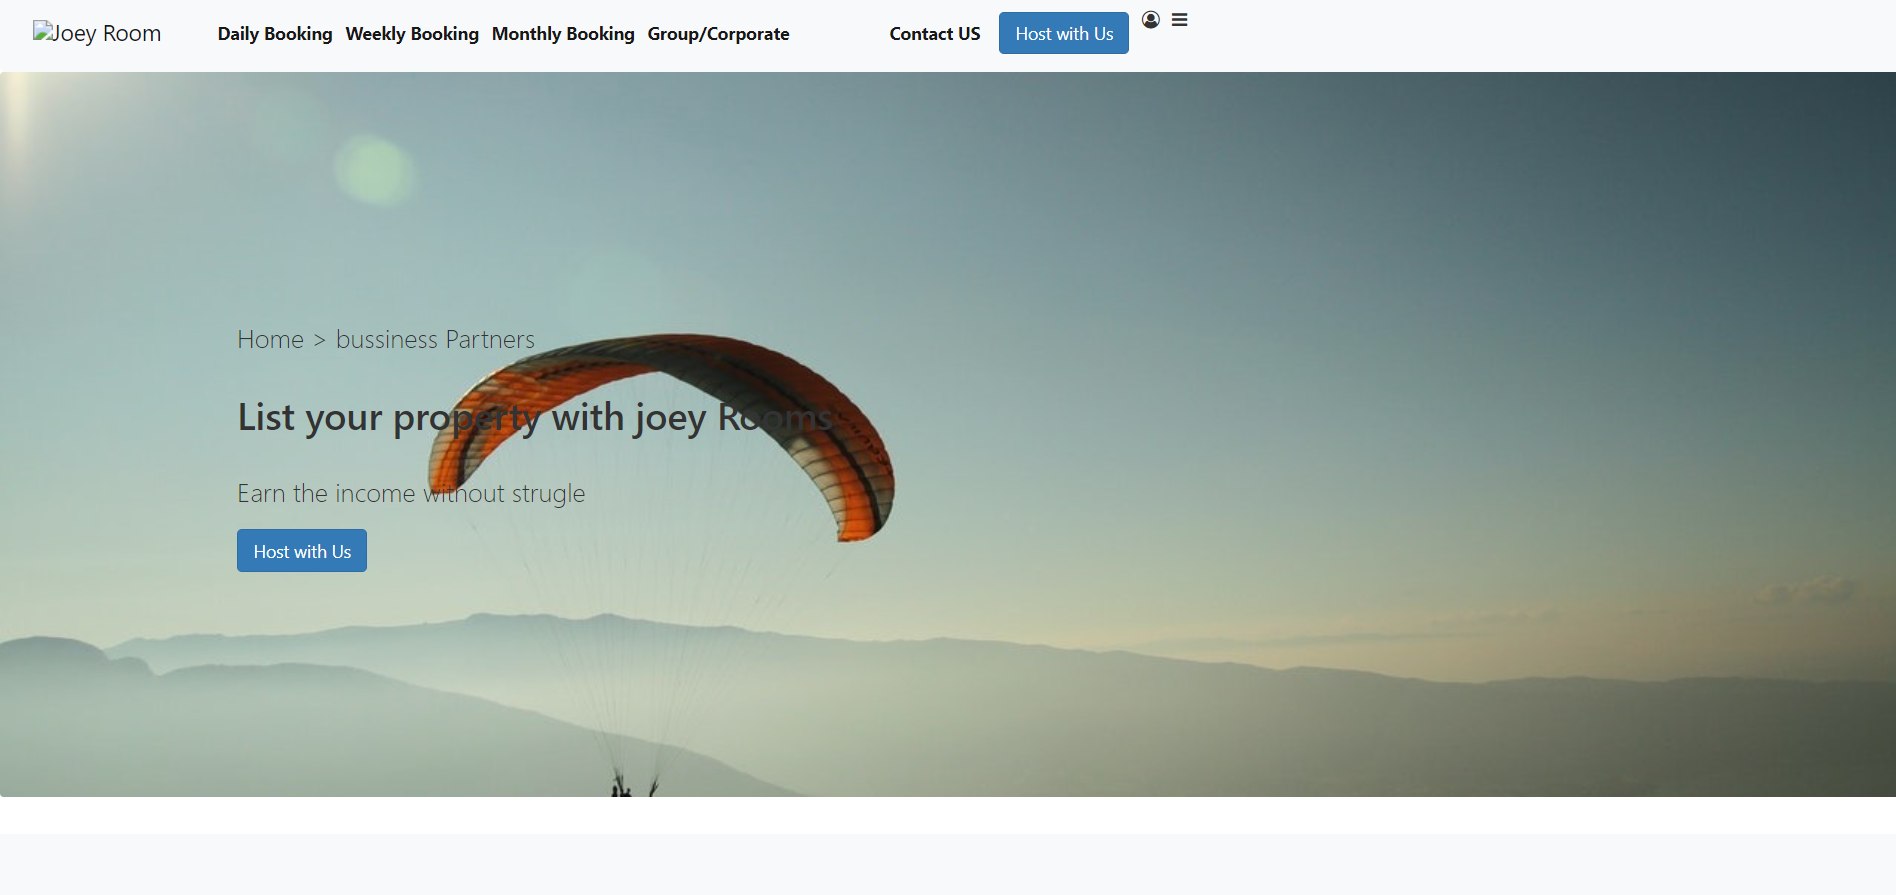 Joey Room Daily Booking Weekly Booking Monthly Booking Group/Corporate Contact US Host with Us
Home > bussiness Partners
List your property with joey Rooms
Earn the income without strugle
Host with Us